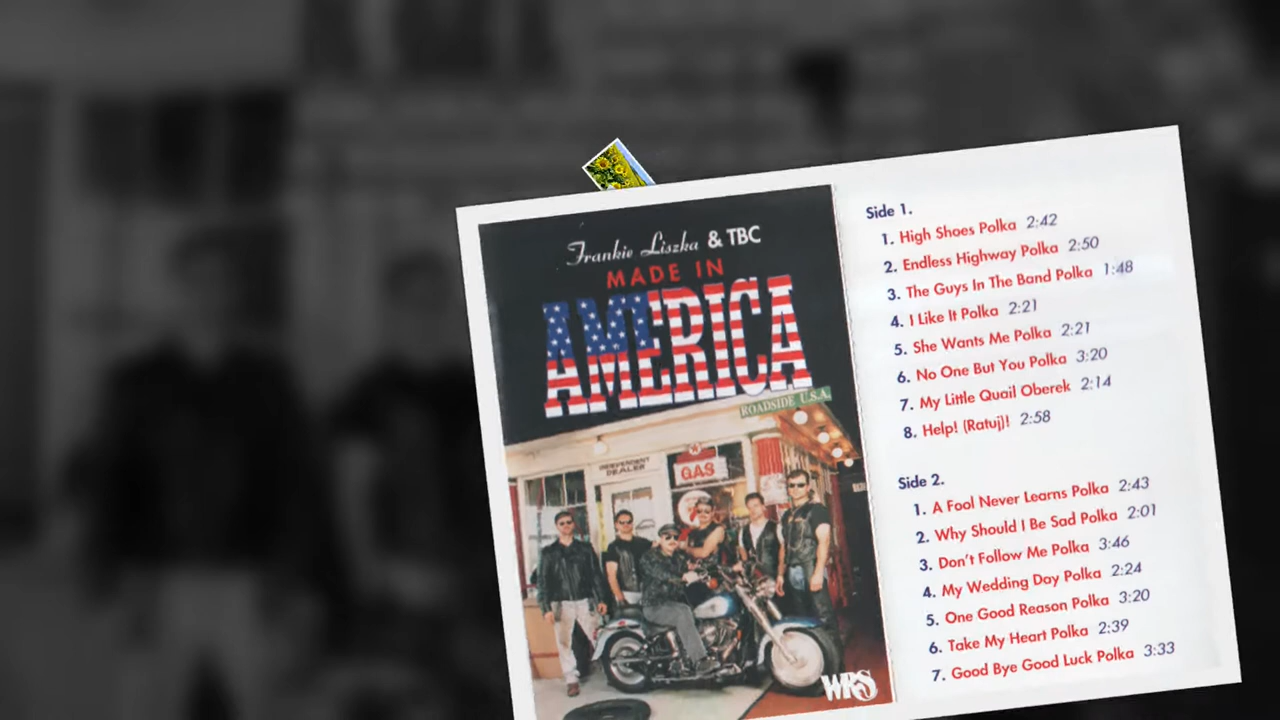 Frankie Liszka & TBC
MADE IN
AMERICA
ROADSIDE U.S.A.
INDEPENDENT
DEALER
GAS
WRS
Side 1.
1. High Shoes Polka 2:42
2. Endless Highway Polka 2:50
3. The Guys In The Band Polka 1:48
4. I Like It Polka 2:21
5. She Wants Me Polka 2:21
6. No One But You Polka 3:20
7. My Little Quail Oberek 2:14
8. Help! (Ratuj)! 2:58
Side 2.
1. A Fool Never Learns Polka 2:43
2. Why Should I Be Sad Polka 2:01
3. Don't Follow Me Polka 3:46
4. My Wedding Day Polka 2:24
5. One Good Reason Polka 3:20
6. Take My Heart Polka 2:39
7. Good Bye Good Luck Polka 3:33